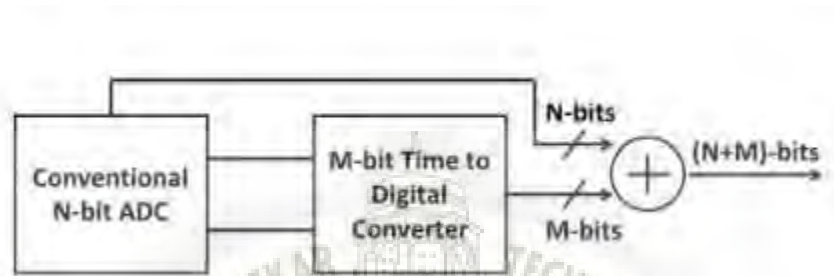 Conventional
N-bit ADC
M-bit Time to
Digital
Converter
N-bits
M-bits
(N+M)-bits